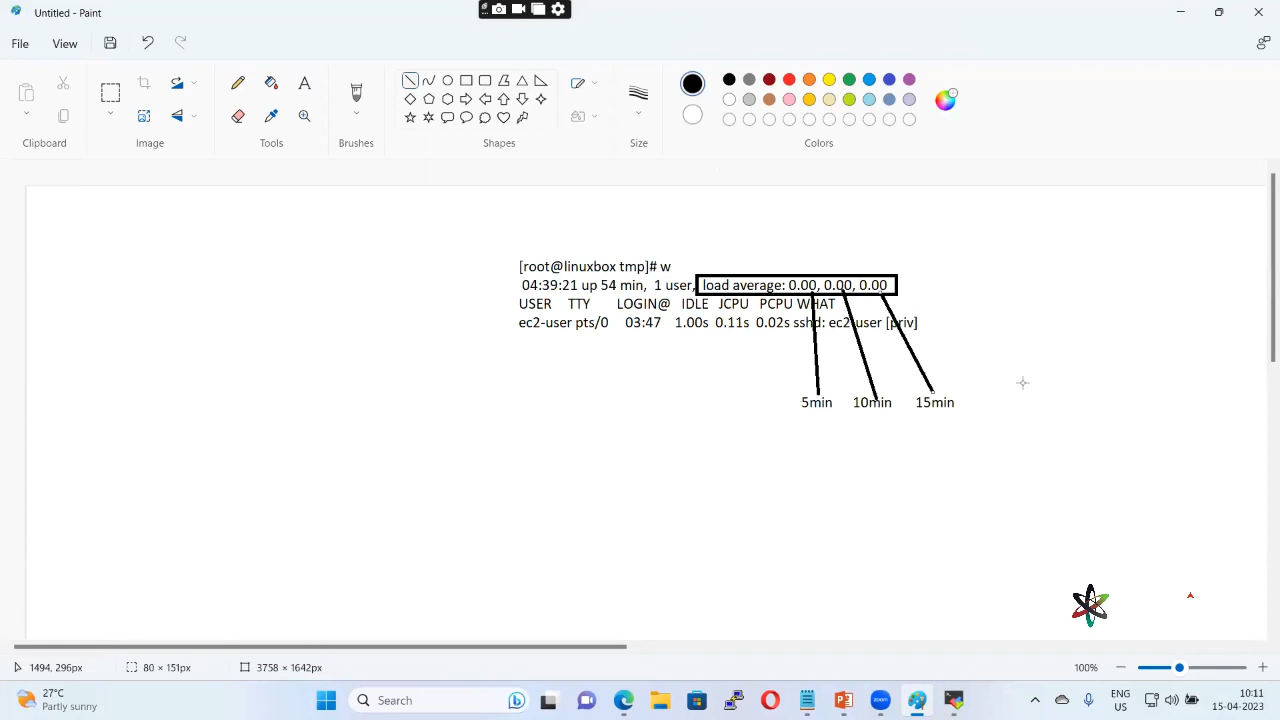 Untitled - Paint
File View
Clipboard Image Tools Brushes Shapes Size Colors
[root@linuxbox tmp]# w
04:39:21 up 54 min, 1 user, load average: 0.00, 0.00, 0.00
USER TTY LOGIN@ IDLE JCPU PCPU WHAT
ec2-user pts/0 03:47 1.00s 0.11s 0.02s sshd: ec2-user [priv]
5min 10min 15min
1494, 296px 80 × 151px 3758 × 1642px 100%
27°C
Partly sunny
Search
ENG
US
10:11
15-04-2023